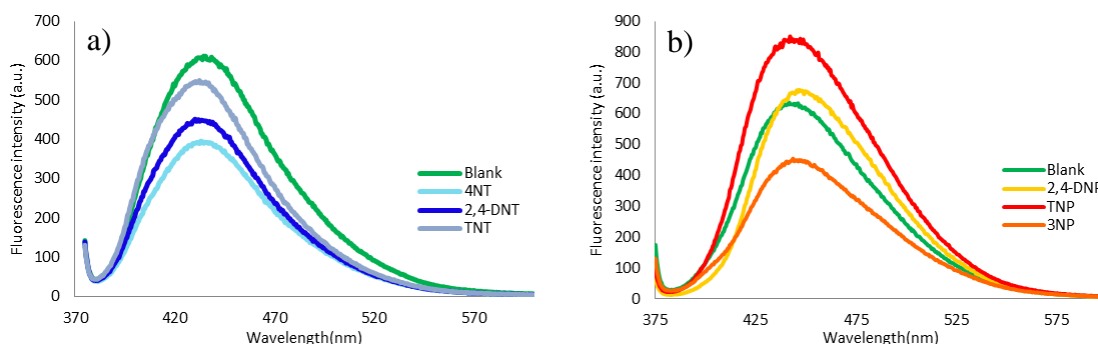 a)
700
600
500
400
300
200
100
0
Fluorescence intensity (a.u.)
370 420 470 520 570
Wavelength(nm)
Blank
4NT
2,4-DNT
TNT
b)
900
800
700
600
500
400
300
200
100
0
Fluorescence intensity (a.u.)
375 425 475 525 575
Wavelength(nm)
Blank
2,4-DNP
TNP
3NP